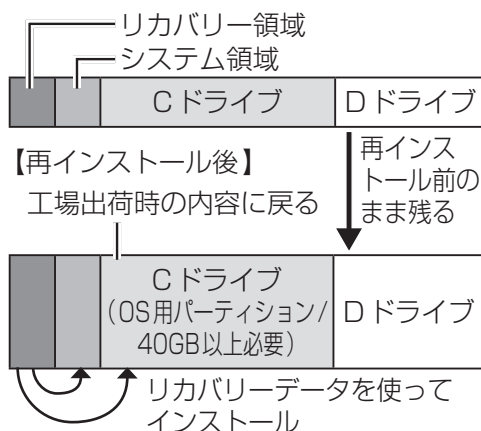 リカバリー領域
システム領域
Cドライブ
Dドライブ
【再インストール後】
工場出荷時の内容に戻る
再インス
トール前の
まま残る
Cドライブ
(OS用パーティション/
40GB以上必要)
Dドライブ
リカバリーデータを使って
インストール